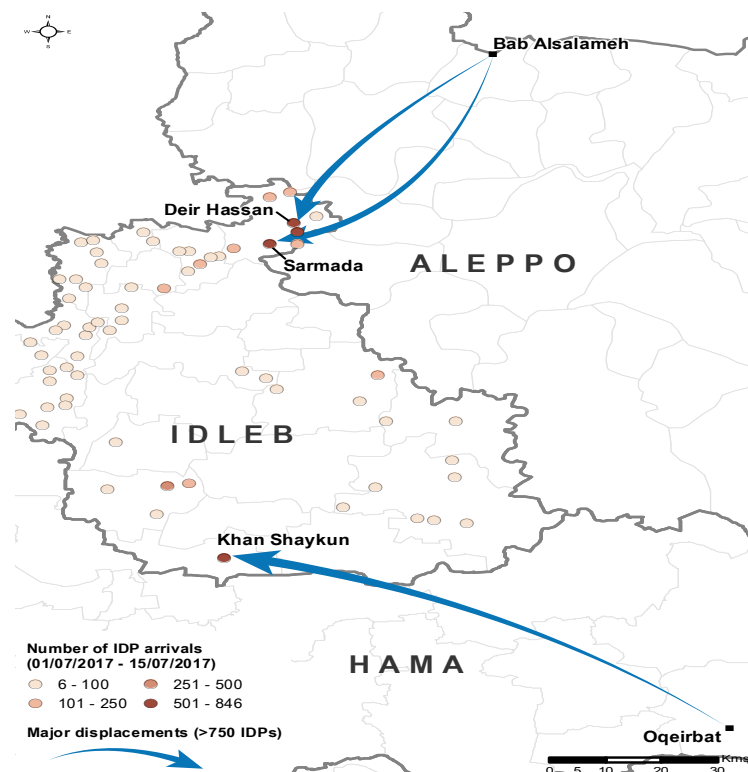 N
W E
S
Bab Alsalameh
Deir Hassan
Sarmada
ALEPPO
IDLEB
Khan Shaykun
Number of IDP arrivals
(01/07/2017 - 15/07/2017)
6 - 100 251 - 500
101 - 250 501 - 846
HAMA
Major displacements (>750 IDPs)
Oqeirbat
Kms
0 5 10 20 30